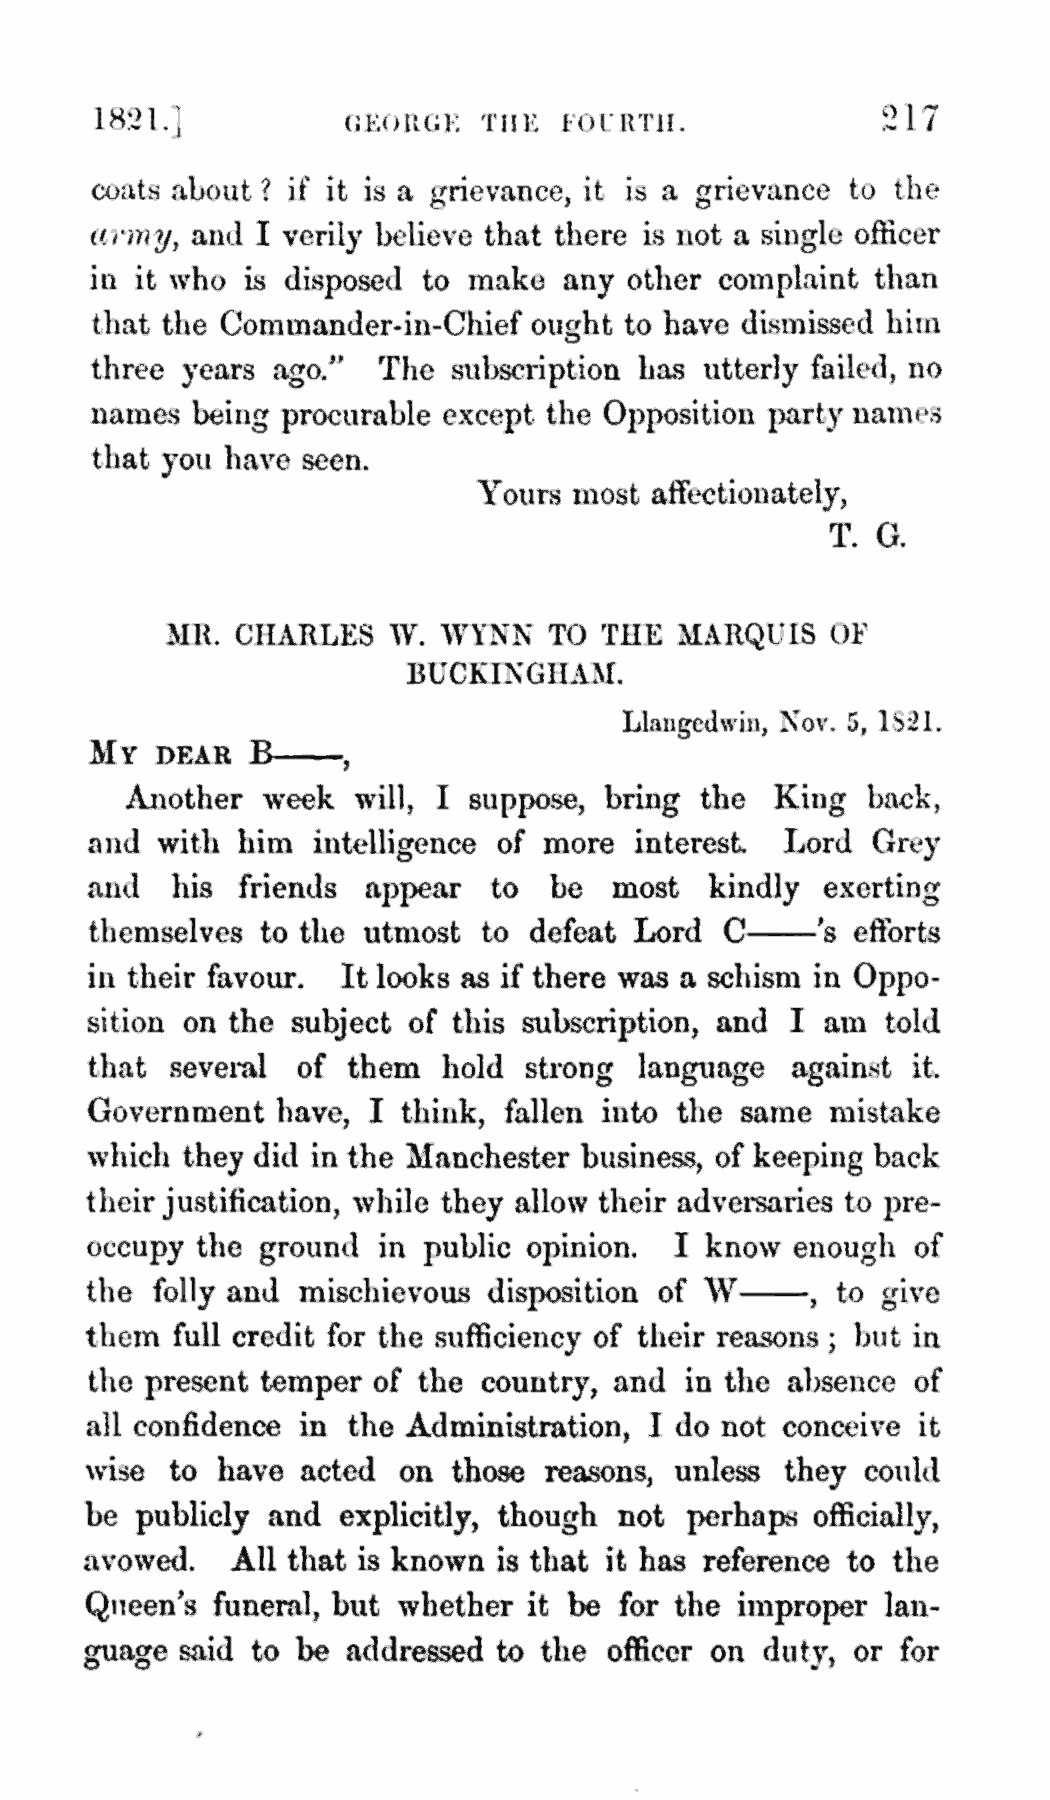 1821.] GEORGE THE FOURTH. 217
coats about ? if it is a grievance, it is a grievance to the
army, and I verily believe that there is not a single officer
in it who is disposed to make any other complaint than
that the Commander-in-Chief ought to have dismissed him
three years ago." The subscription has utterly failed, no
names being procurable except the Opposition party names
that you have seen.
Yours most affectionately,
T. G.
MR. CHARLES W. WYNN TO THE MARQUIS OF
BUCKINGHAM.
Llangedwin, Nov. 5, 1821.
MY DEAR B——,
Another week will, I suppose, bring the King back,
and with him intelligence of more interest. Lord Grey
and his friends appear to be most kindly exerting
themselves to the utmost to defeat Lord C——'s efforts
in their favour. It looks as if there was a schism in Oppo-
sition on the subject of this subscription, and I am told
that several of them hold strong language against it.
Government have, I think, fallen into the same mistake
which they did in the Manchester business, of keeping back
their justification, while they allow their adversaries to pre-
occupy the ground in public opinion. I know enough of
the folly and mischievous disposition of W——, to give
them full credit for the sufficiency of their reasons ; but in
the present temper of the country, and in the absence of
all confidence in the Administration, I do not conceive it
wise to have acted on those reasons, unless they could
be publicly and explicitly, though not perhaps officially,
avowed. All that is known is that it has reference to the
Queen's funeral, but whether it be for the improper lan-
guage said to be addressed to the officer on duty, or for